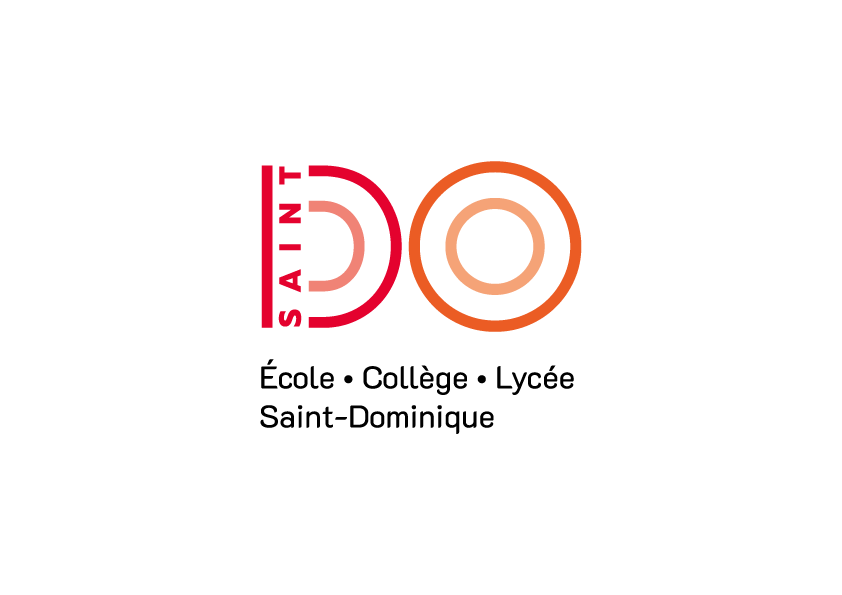 SAINT
DO
École • Collège • Lycée
Saint-Dominique